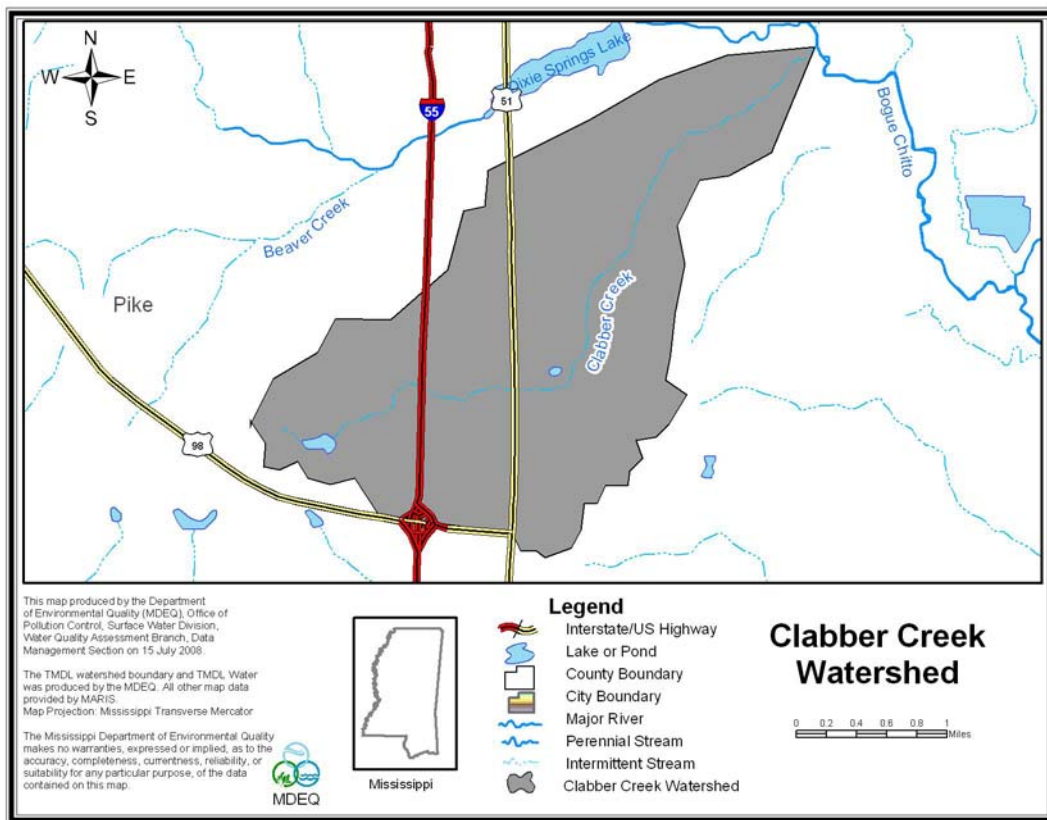 N
W E
S
Dixie Springs Lake
51
55
Bogue Chitto
Beaver Creek
Pike
Clabber Creek
98
This map produced by the Department
of Environmental Quality (MDEQ), Office of
Pollution Control, Surface Water Division,
Water Quality Assessment Branch, Data
Management Section on 15 July 2008.
The TMDL watershed boundary and TMDL Water
was produced by the MDEQ. All other map data
provided by MARIS.
Map Projection: Mississippi Transverse Mercator
The Mississippi Department of Environmental Quality
makes no warranties, expressed or implied, as to the
accuracy, completeness, currentness, reliability, or
suitability for any particular purpose, of the data
contained on this map.
MDEQ
Mississippi
Legend
Interstate/US Highway
Lake or Pond
County Boundary
City Boundary
Major River
Perennial Stream
Intermittent Stream
Clabber Creek Watershed
Clabber Creek
Watershed
0 0.2 0.4 0.6 0.8 1
Miles